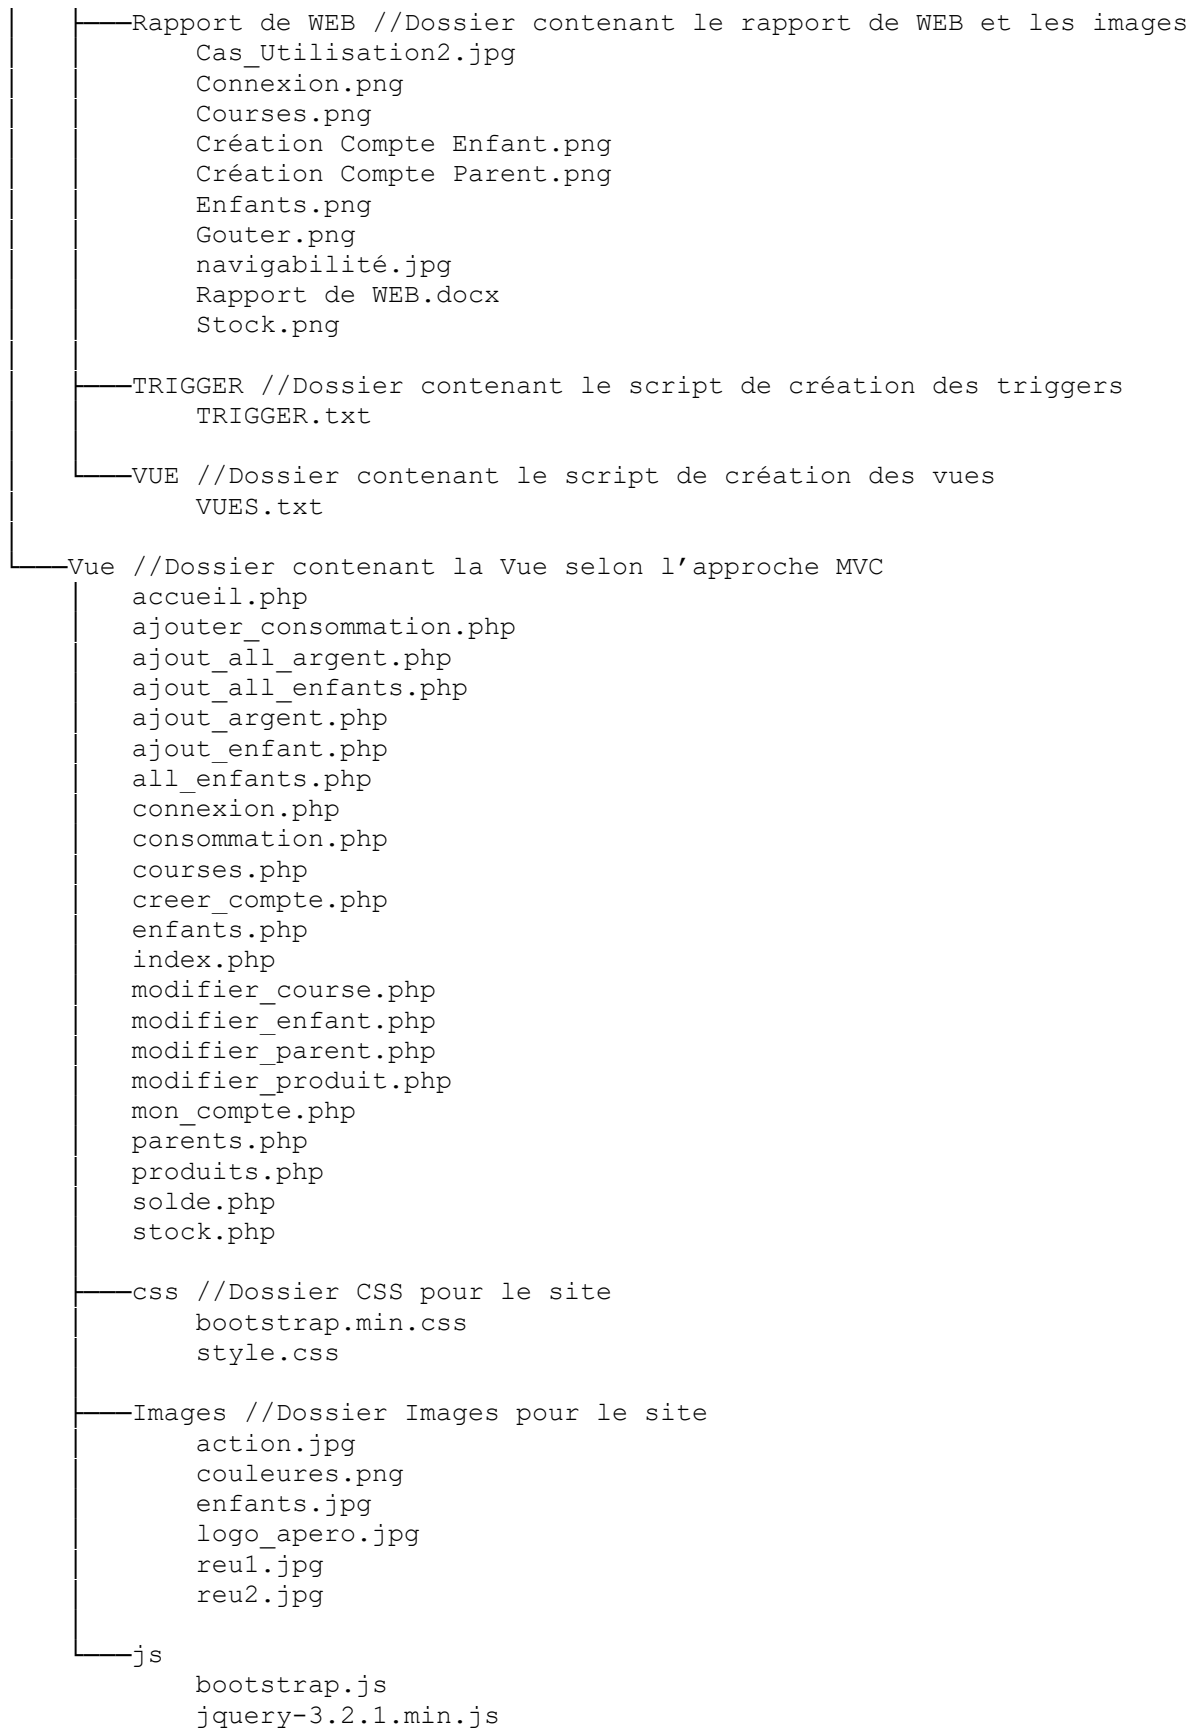 ├───Rapport de WEB //Dossier contenant le rapport de WEB et les images
Cas_Utilisation2.jpg
Connexion.png
Courses.png
Création Compte Enfant.png
Création Compte Parent.png
Enfants.png
Gouter.png
navigabilité.jpg
Rapport de WEB.docx
Stock.png
├───TRIGGER //Dossier contenant le script de création des triggers
TRIGGER.txt
└───VUE //Dossier contenant le script de création des vues
VUES.txt
└───Vue //Dossier contenant la Vue selon l’approche MVC
accueil.php
ajouter_consommation.php
ajout_all_argent.php
ajout_all_enfants.php
ajout_argent.php
ajout_enfant.php
all_enfants.php
connexion.php
consommation.php
courses.php
creer_compte.php
enfants.php
index.php
modifier_course.php
modifier_enfant.php
modifier_parent.php
modifier_produit.php
mon_compte.php
parents.php
produits.php
solde.php
stock.php
├───css //Dossier CSS pour le site
bootstrap.min.css
style.css
├───Images //Dossier Images pour le site
action.jpg
couleures.png
enfants.jpg
logo_apero.jpg
reu1.jpg
reu2.jpg
└───js
bootstrap.js
jquery-3.2.1.min.js